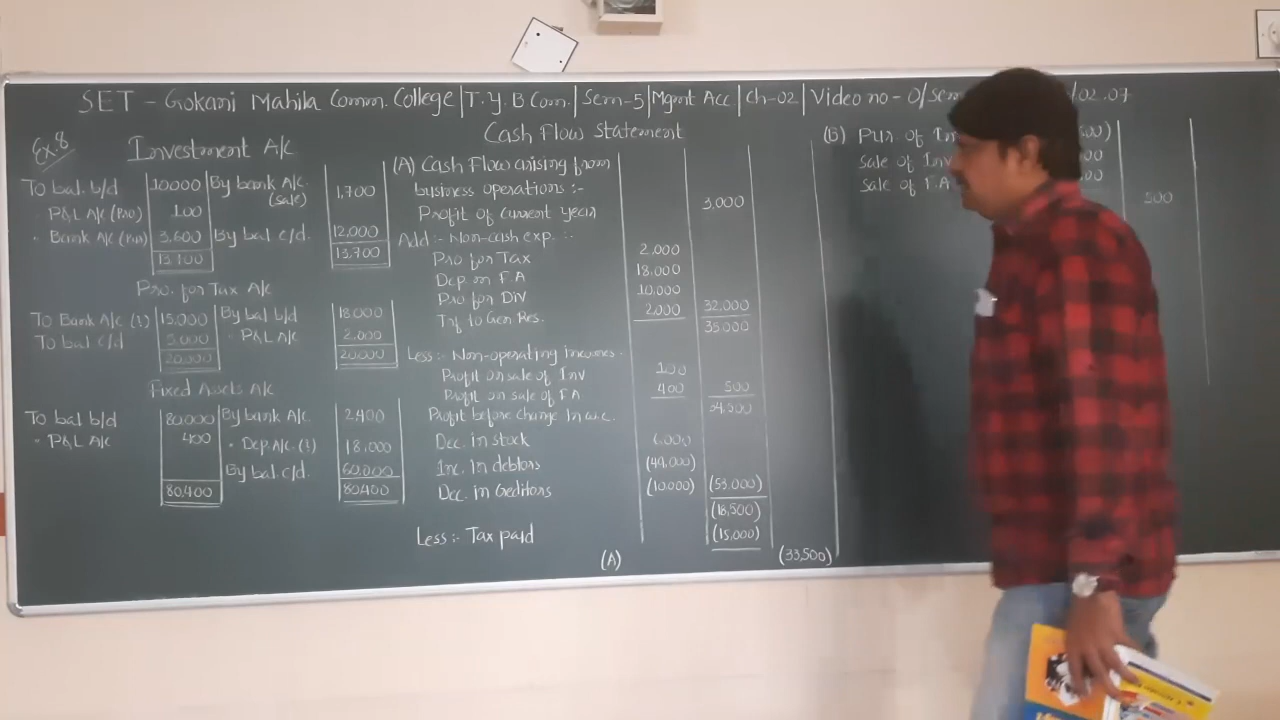 SET - Gokani Mahila Comm. College | T.Y. B Com. | Sem-5 | Mgmt Acc | Ch-02 | Video no - 0/Sem /02.07
Ex.8
Investment A/c
To bal. b/d 10000 By bank A/c (sale) 1,700
" P&L A/c (Pro) 100
" Bank A/c (Pur) 3,600 By bal c/d. 12,000
13,700 13,700
Pro. for Tax A/c
To Bank A/c (?) 15,000 By bal b/d 18,000
To bal c/d 5,000 " P&L A/c 2,000
20,000 20,000
Fixed Assets A/c
To bal b/d 80,000 By bank A/c. 2,400
" P&L A/c 400 " Dep. A/c. (?) 18,000
By bal c/d. 60,000
80,400 80,400
Cash Flow Statement
(A) Cash Flow arising from
business operations :-
Profit of current year 3,000
Add :- Non-cash exp. :-
Pro for Tax 2,000
Dep. on F.A 18,000
Pro for Div 10,000
Trf to Gen Res. 2,000 32,000
35,000
Less :- Non-operating incomes -
Profit on sale of Inv 100
Profit on sale of FA 400 500
Profit before change in w.c. 34,500
Dec. in stock 6,000
Inc. in debtors (49,000)
Dec. in Creditors (10,000) (53,000)
(18,500)
Less :- Tax paid (15,000)
(A) (33,500)
(B) Pur of In
Sale of Inv
Sale of F.A 500